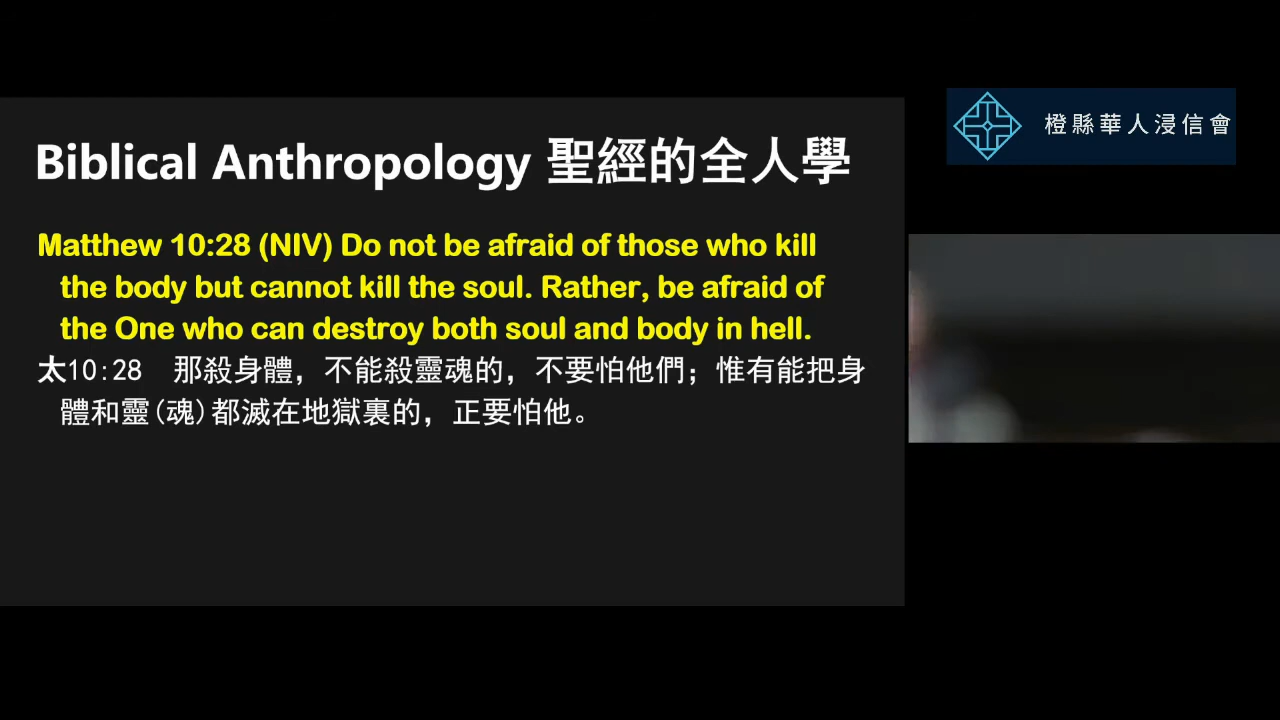 Biblical Anthropology 聖經的全人學
Matthew 10:28 (NIV) Do not be afraid of those who kill
the body but cannot kill the soul. Rather, be afraid of
the One who can destroy both soul and body in hell.
太10:28 那殺身體，不能殺靈魂的，不要怕他們；惟有能把身
體和靈(魂)都滅在地獄裏的，正要怕他。
橙縣華人浸信會